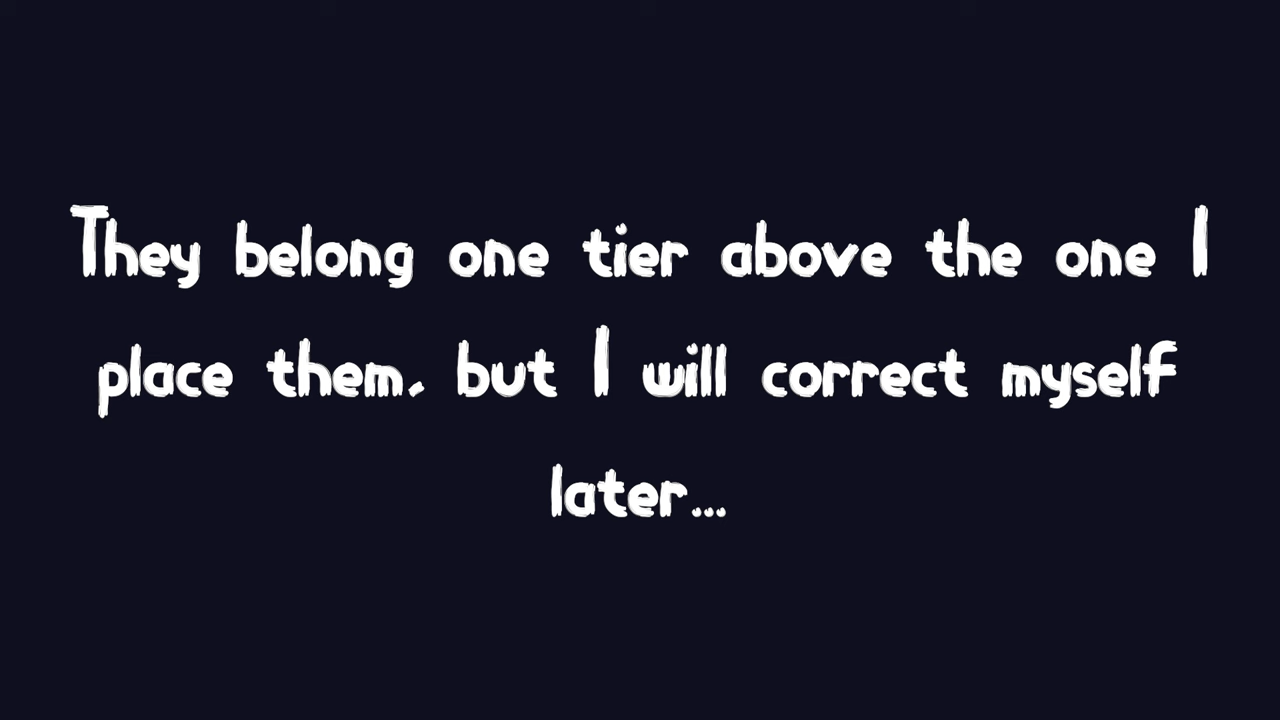 They belong one tier above the one I
place them, but I will correct myself
later...